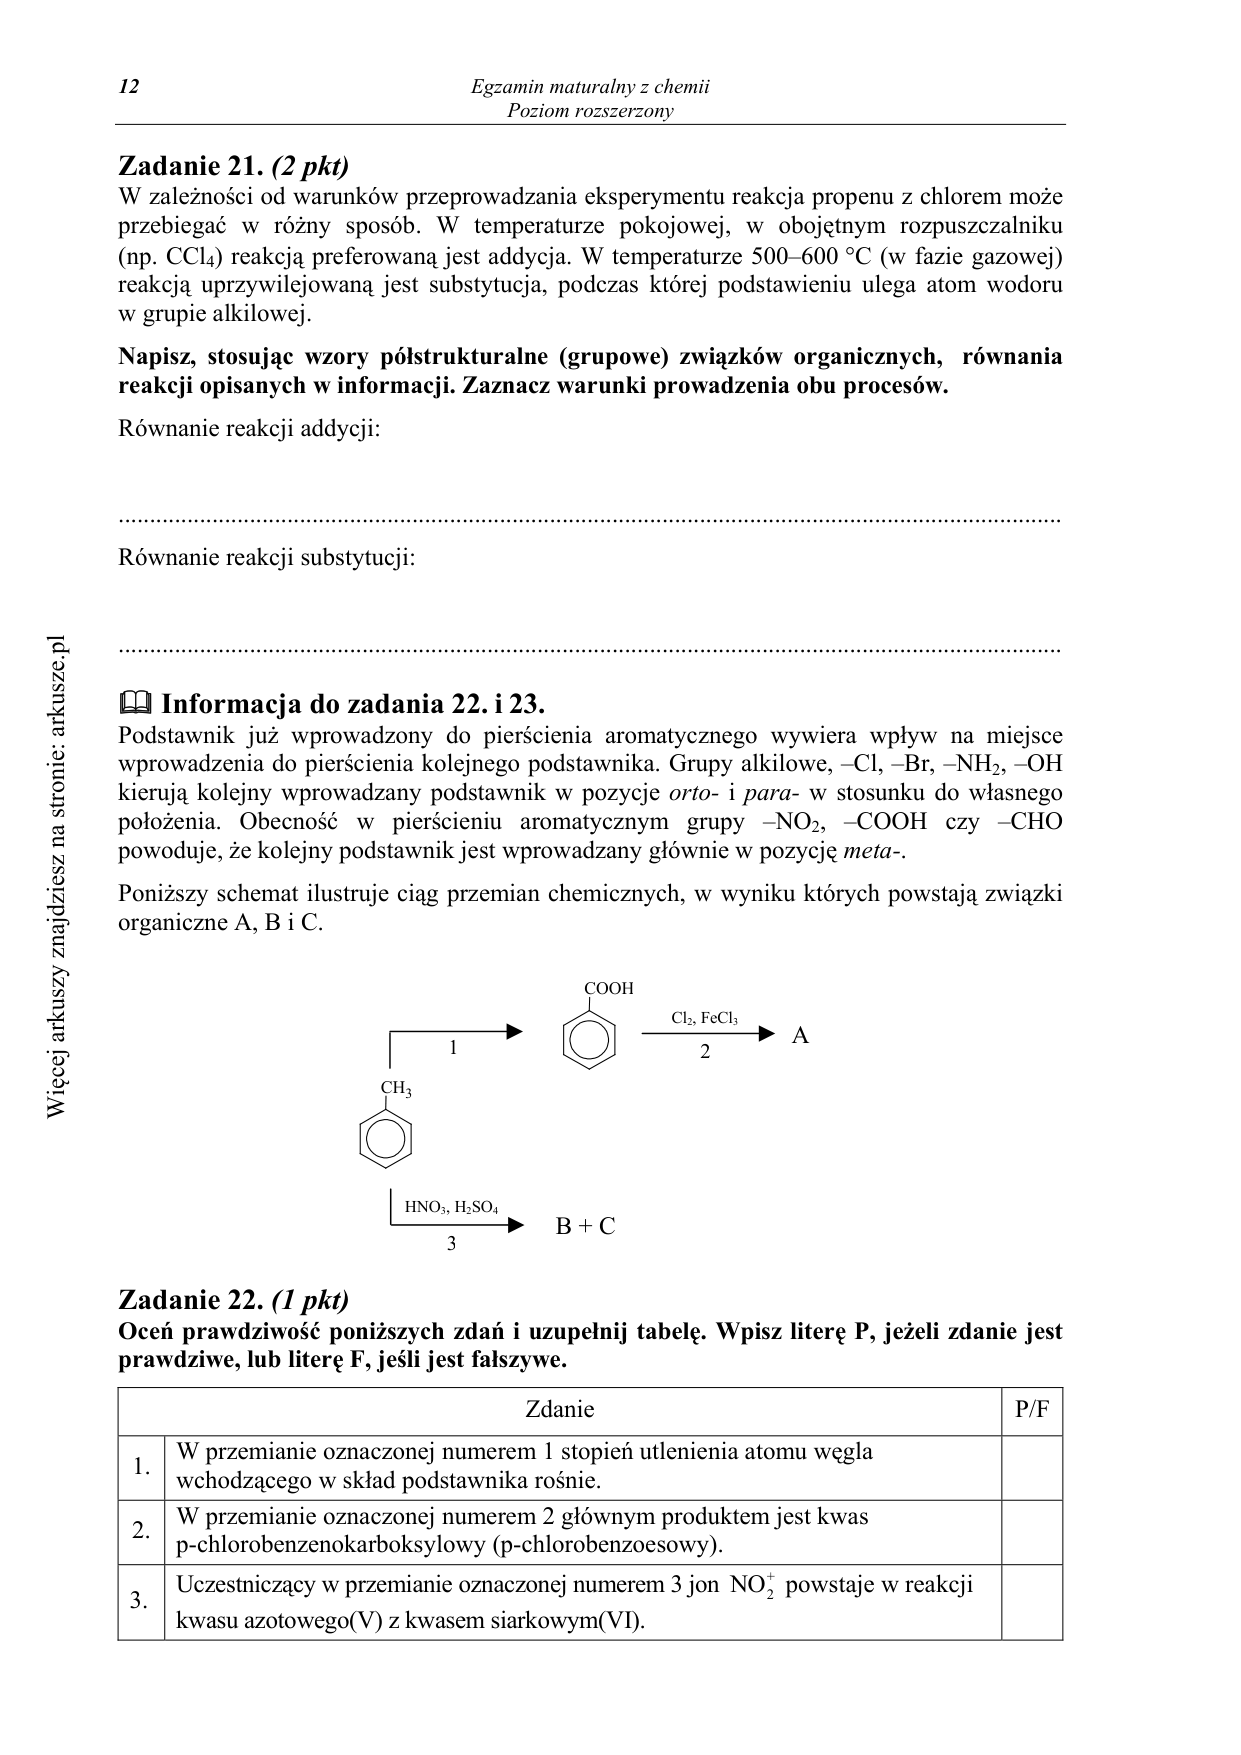 12
Egzamin maturalny z chemii
Poziom rozszerzony
Zadanie 21. (2 pkt)
W zależności od warunków przeprowadzania eksperymentu reakcja propenu z chlorem może
przebiegać w różny sposób. W temperaturze pokojowej, w obojętnym rozpuszczalniku
(np. CCl₄) reakcją preferowaną jest addycja. W temperaturze 500–600 °C (w fazie gazowej)
reakcją uprzywilejowaną jest substytucja, podczas której podstawieniu ulega atom wodoru
w grupie alkilowej.
Napisz, stosując wzory półstrukturalne (grupowe) związków organicznych, równania
reakcji opisanych w informacji. Zaznacz warunki prowadzenia obu procesów.
Równanie reakcji addycji:
Równanie reakcji substytucji:
Informacja do zadania 22. i 23.
Podstawnik już wprowadzony do pierścienia aromatycznego wywiera wpływ na miejsce
wprowadzenia do pierścienia kolejnego podstawnika. Grupy alkilowe, –Cl, –Br, –NH₂, –OH
kierują kolejny wprowadzany podstawnik w pozycje orto- i para- w stosunku do własnego
położenia. Obecność w pierścieniu aromatycznym grupy –NO₂, –COOH czy –CHO
powoduje, że kolejny podstawnik jest wprowadzany głównie w pozycję meta-.
Poniższy schemat ilustruje ciąg przemian chemicznych, w wyniku których powstają związki
organiczne A, B i C.
COOH
Cl₂, FeCl₃
1
2
A
CH₃
HNO₃, H₂SO₄
3
B + C
Zadanie 22. (1 pkt)
Oceń prawdziwość poniższych zdań i uzupełnij tabelę. Wpisz literę P, jeżeli zdanie jest
prawdziwe, lub literę F, jeśli jest fałszywe.
Zdanie P/F
1. W przemianie oznaczonej numerem 1 stopień utlenienia atomu węgla
wchodzącego w skład podstawnika rośnie.
2. W przemianie oznaczonej numerem 2 głównym produktem jest kwas
p-chlorobenzenokarboksylowy (p-chlorobenzoesowy).
3. Uczestniczący w przemianie oznaczonej numerem 3 jon NO₂⁺ powstaje w reakcji
kwasu azotowego(V) z kwasem siarkowym(VI).
Więcej arkuszy znajdziesz na stronie: arkusze.pl